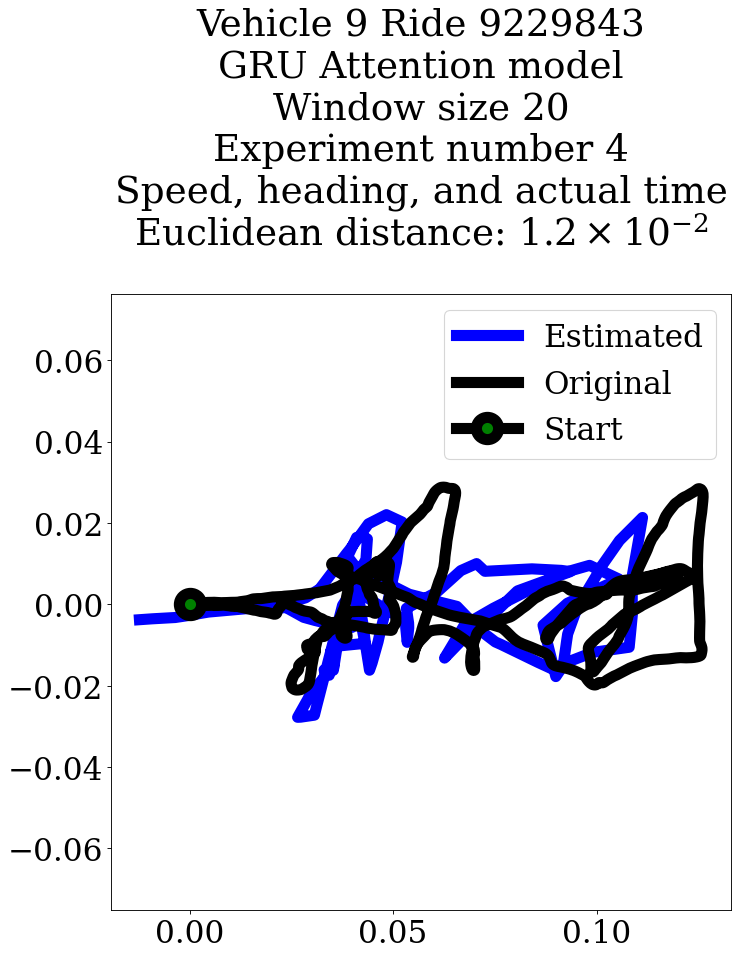 Vehicle 9 Ride 9229843
GRU Attention model
Window size 20
Experiment number 4
Speed, heading, and actual time
Euclidean distance: 1.2 × 10⁻²
Estimated
Original
Start
0.06
0.04
0.02
0.00
−0.02
−0.04
−0.06
0.00 0.05 0.10